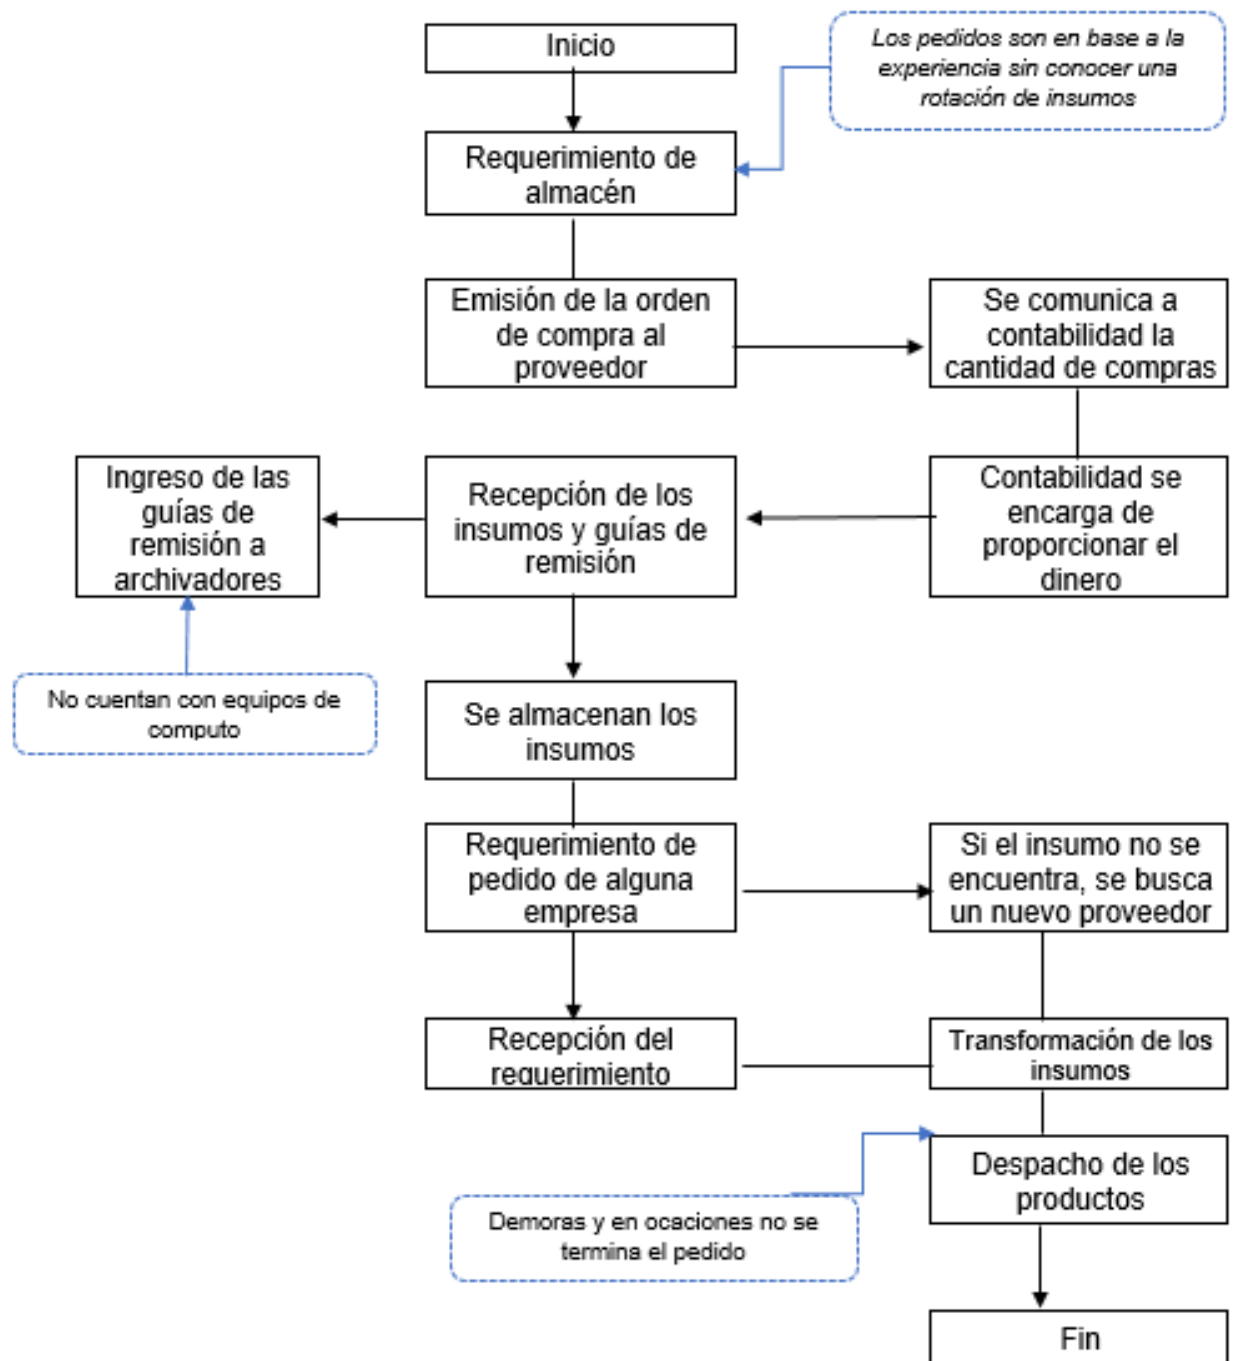 Inicio
Los pedidos son en base a la
experiencia sin conocer una
rotación de insumos
Requerimiento de
almacén
Emisión de la orden
de compra al
proveedor
Se comunica a
contabilidad la
cantidad de compras
Ingreso de las
guías de
remisión a
archivadores
Recepción de los
insumos y guías de
remisión
Contabilidad se
encarga de
proporcionar el
dinero
No cuentan con equipos de
computo
Se almacenan los
insumos
Requerimiento de
pedido de alguna
empresa
Si el insumo no se
encuentra, se busca
un nuevo proveedor
Recepción del
requerimiento
Transformación de los
insumos
Despacho de los
productos
Demoras y en ocaciones no se
termina el pedido
Fin